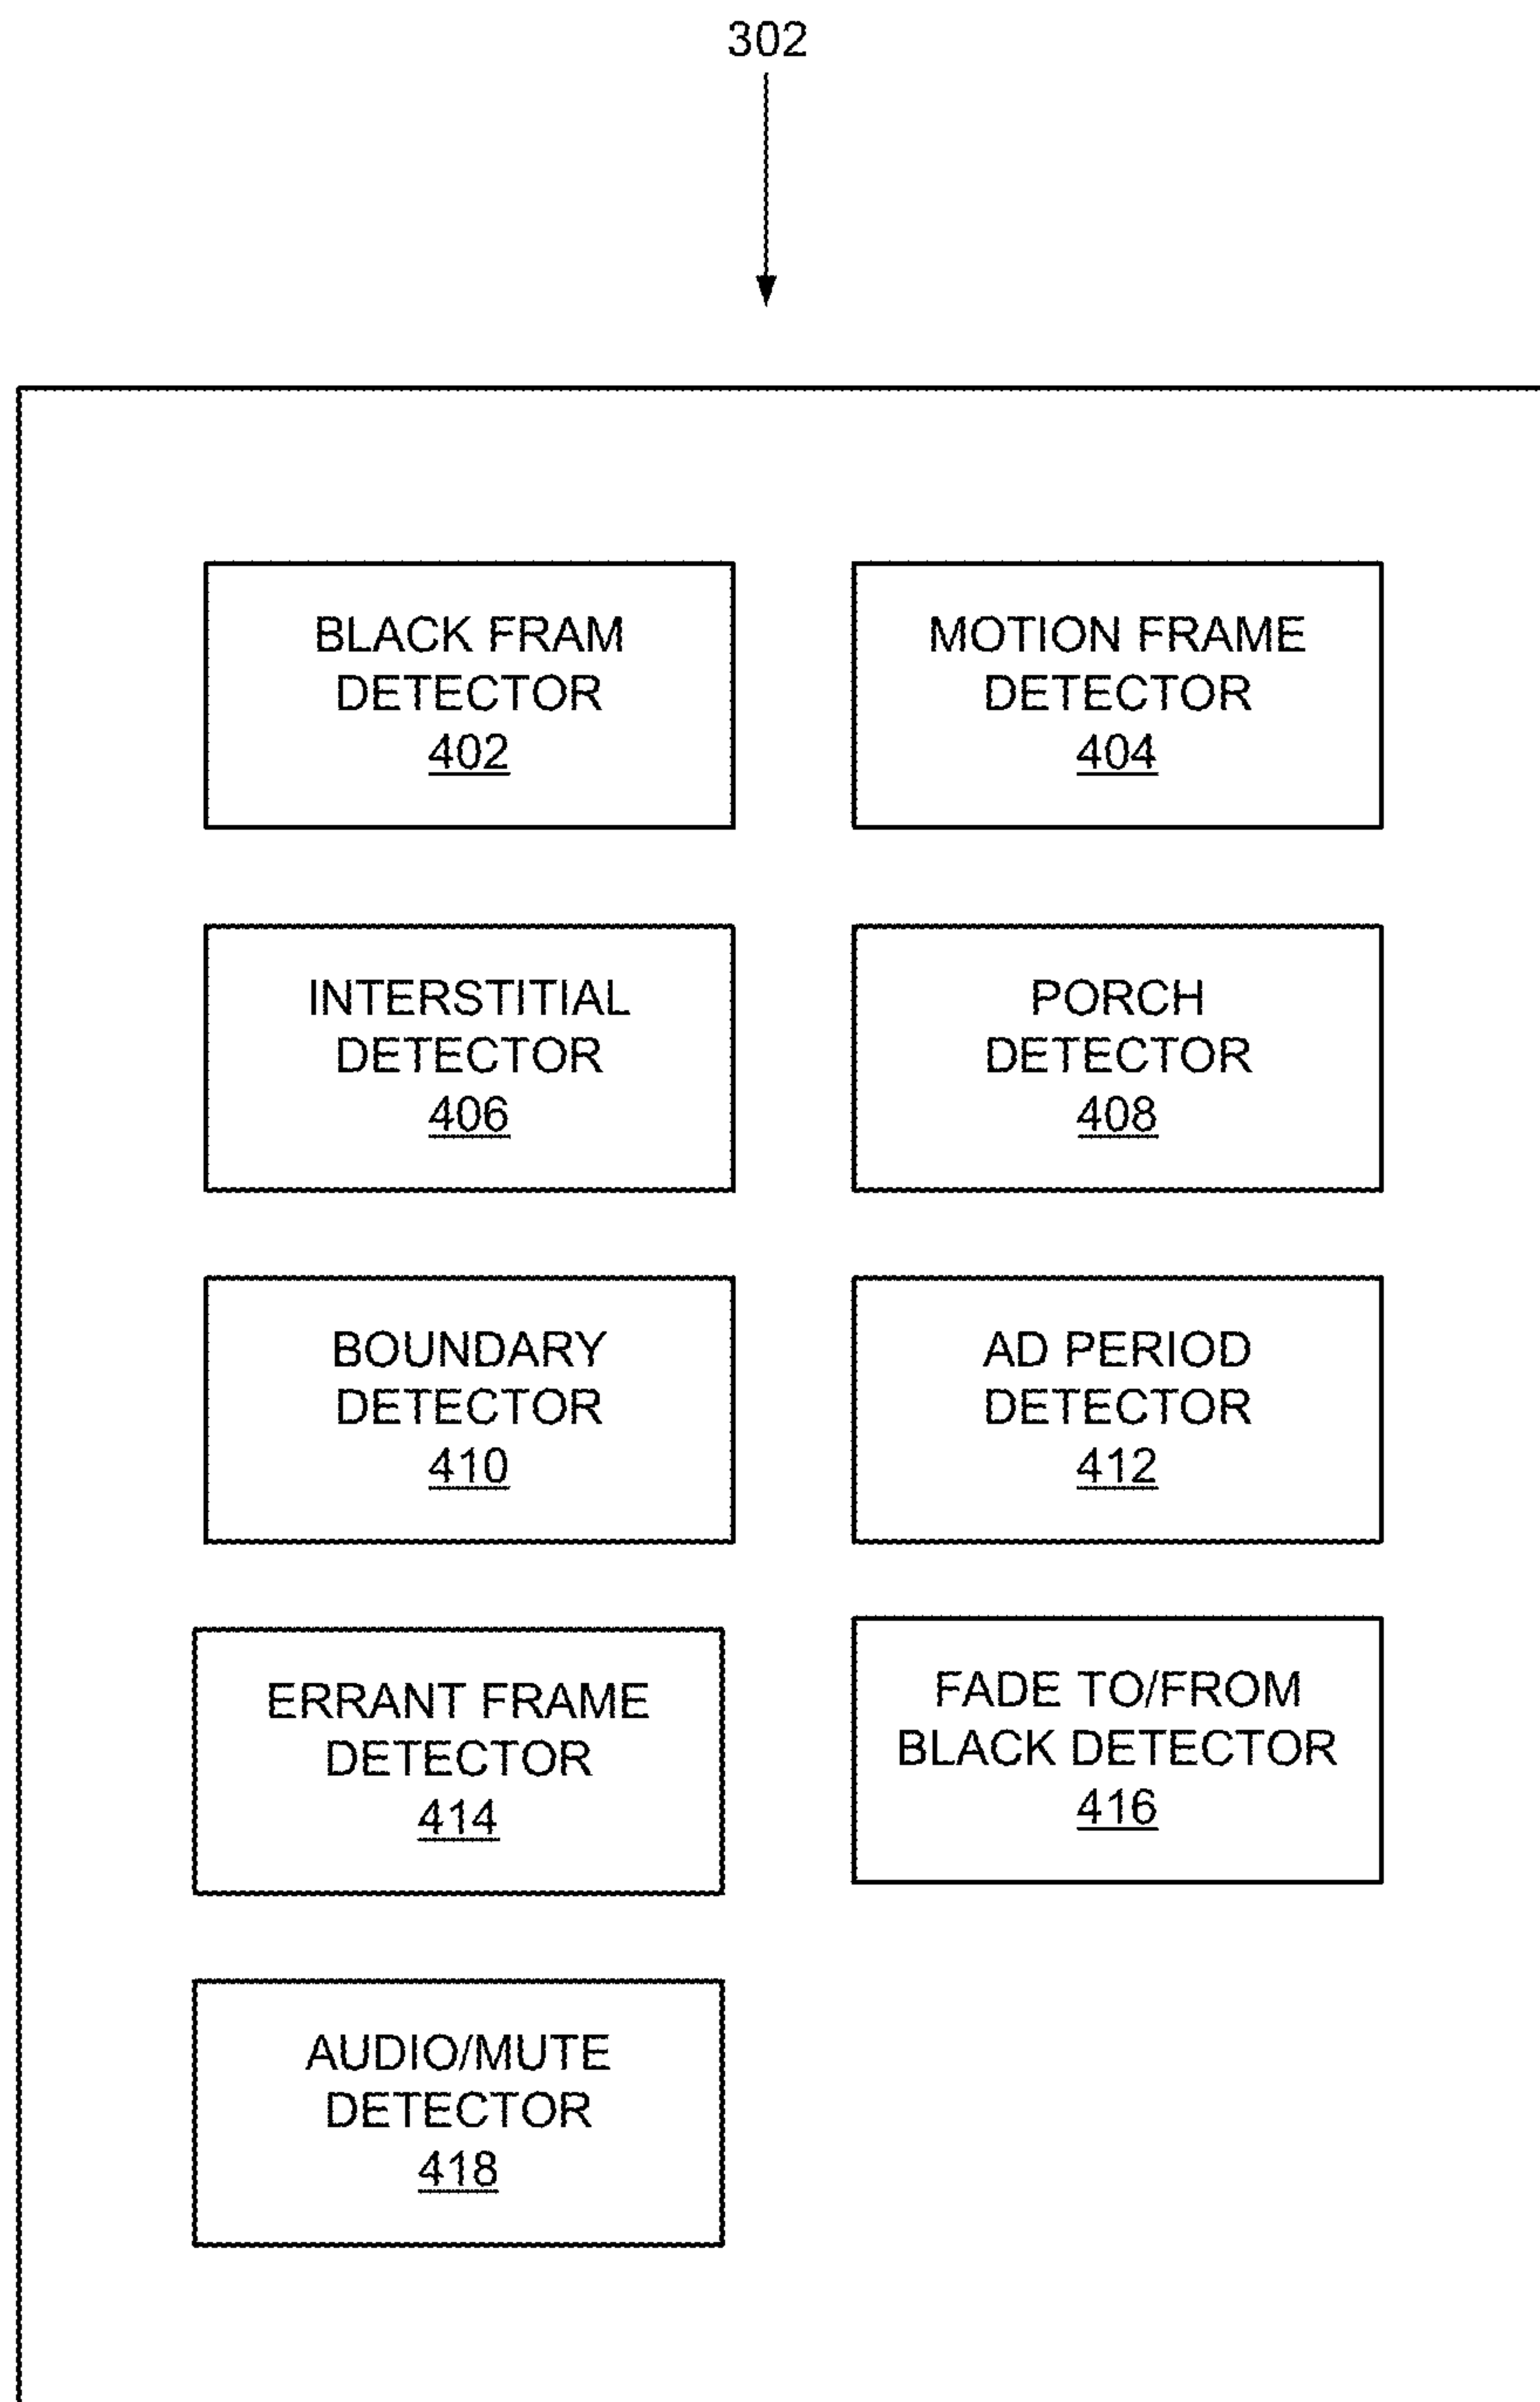 302
BLACK FRAM
DETECTOR
402
MOTION FRAME
DETECTOR
404
INTERSTITIAL
DETECTOR
406
PORCH
DETECTOR
408
BOUNDARY
DETECTOR
410
AD PERIOD
DETECTOR
412
ERRANT FRAME
DETECTOR
414
FADE TO/FROM
BLACK DETECTOR
416
AUDIO/MUTE
DETECTOR
418